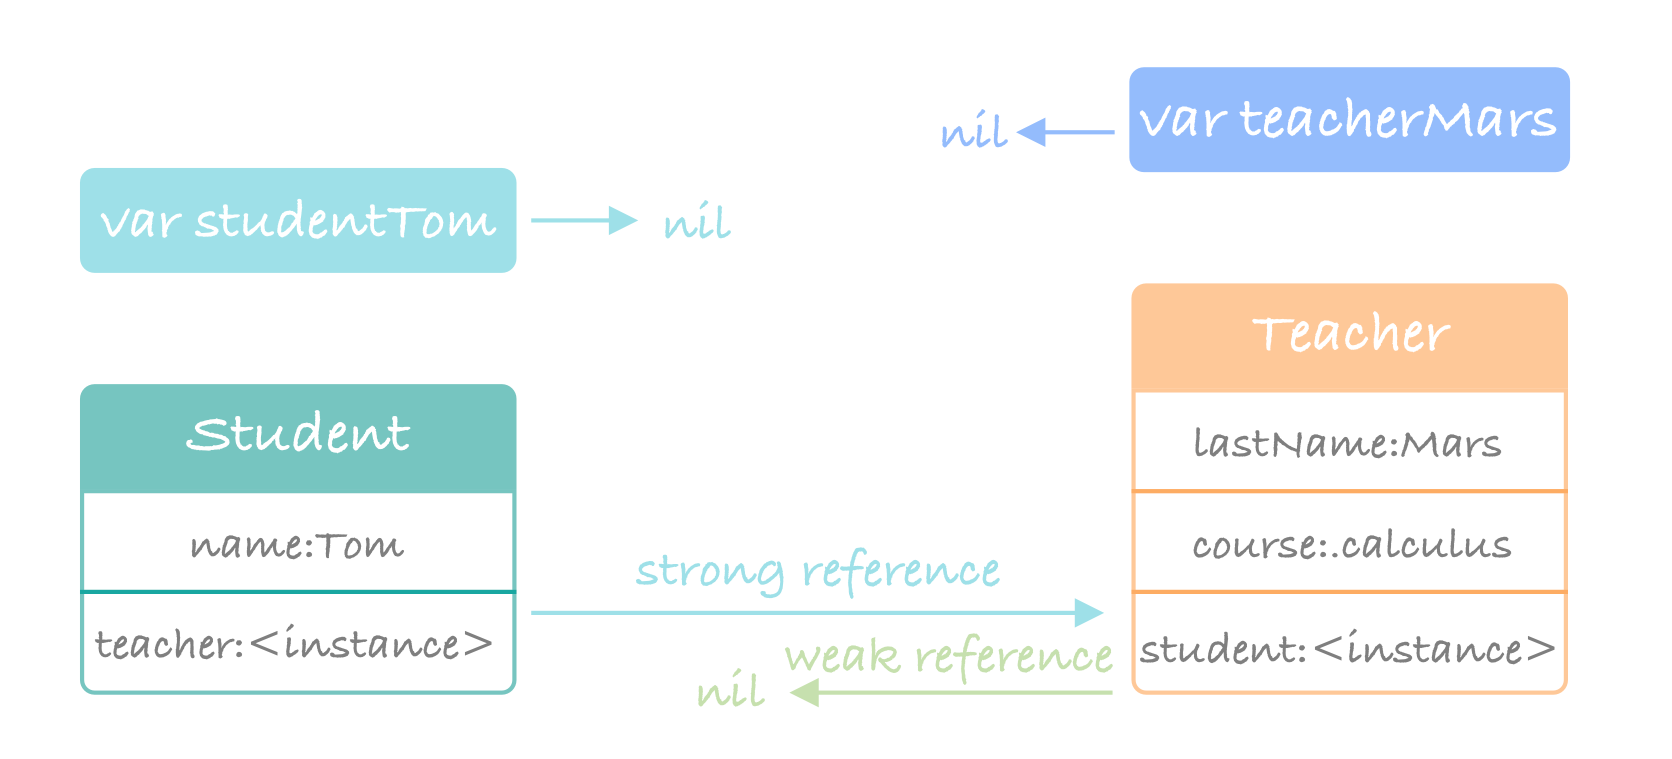 var teacherMars
nil
var studentTom
nil
Teacher
Student
lastName:Mars
name:Tom
course:.calculus
strong reference
teacher:<instance>
weak reference
student:<instance>
nil